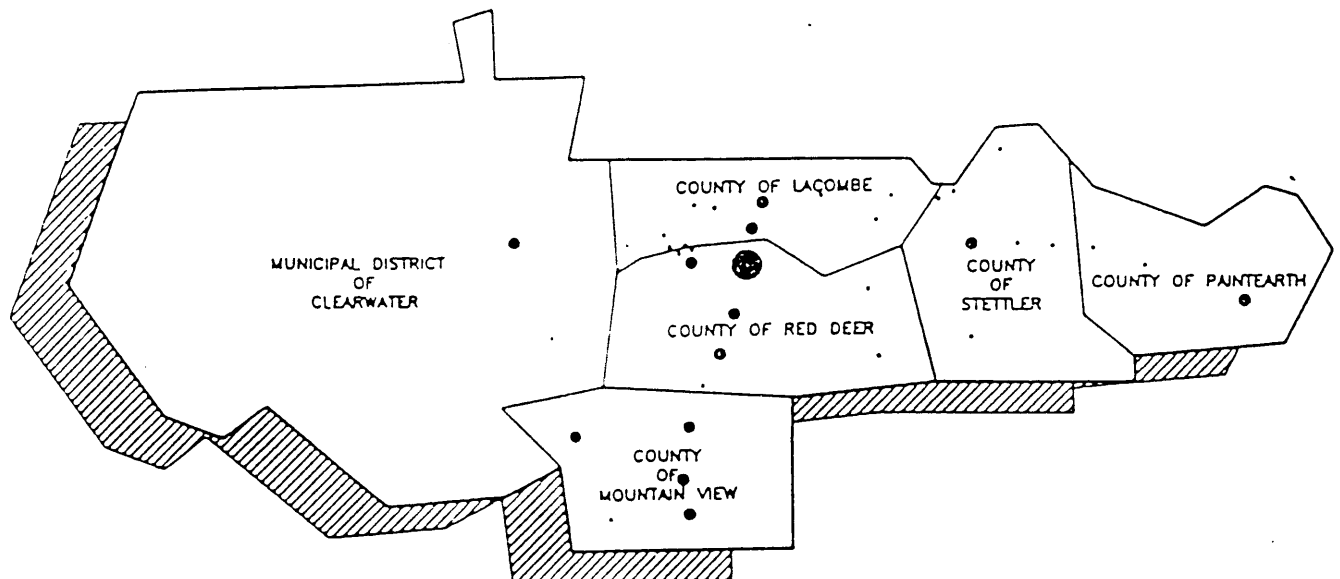 COUNTY OF LACOMBE
MUNICIPAL DISTRICT
OF
CLEARWATER
COUNTY OF RED DEER
COUNTY
OF
STETTLER
COUNTY OF PAINTEARTH
COUNTY
OF
MOUNTAIN VIEW